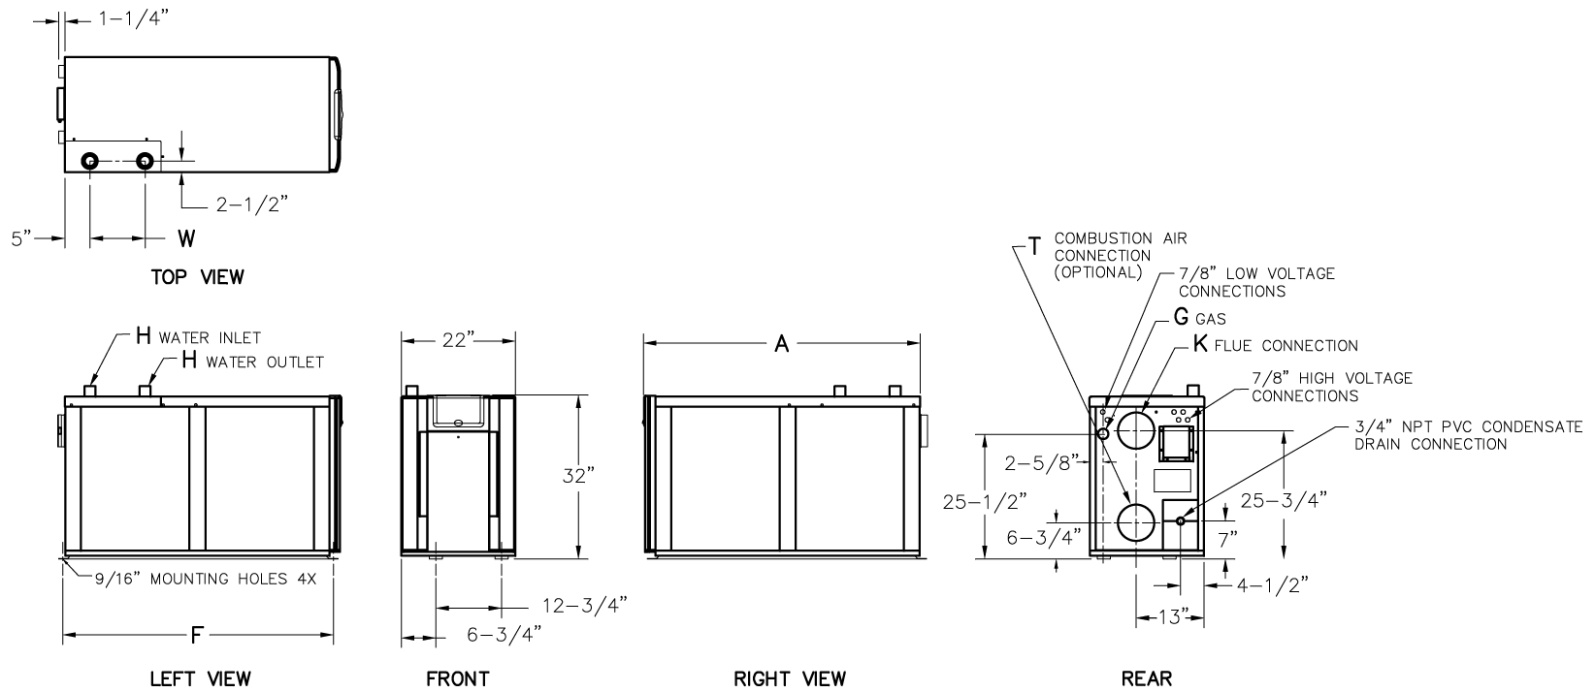 1-1/4"
2-1/2"
5"
W
TOP VIEW
H WATER INLET
H WATER OUTLET
9/16" MOUNTING HOLES 4X
F
LEFT VIEW
22"
32"
12-3/4"
6-3/4"
FRONT
A
RIGHT VIEW
T COMBUSTION AIR
CONNECTION
(OPTIONAL)
7/8" LOW VOLTAGE
CONNECTIONS
G GAS
K FLUE CONNECTION
7/8" HIGH VOLTAGE
CONNECTIONS
3/4" NPT PVC CONDENSATE
DRAIN CONNECTION
2-5/8"
25-1/2"
25-3/4"
6-3/4"
7"
4-1/2"
13"
REAR